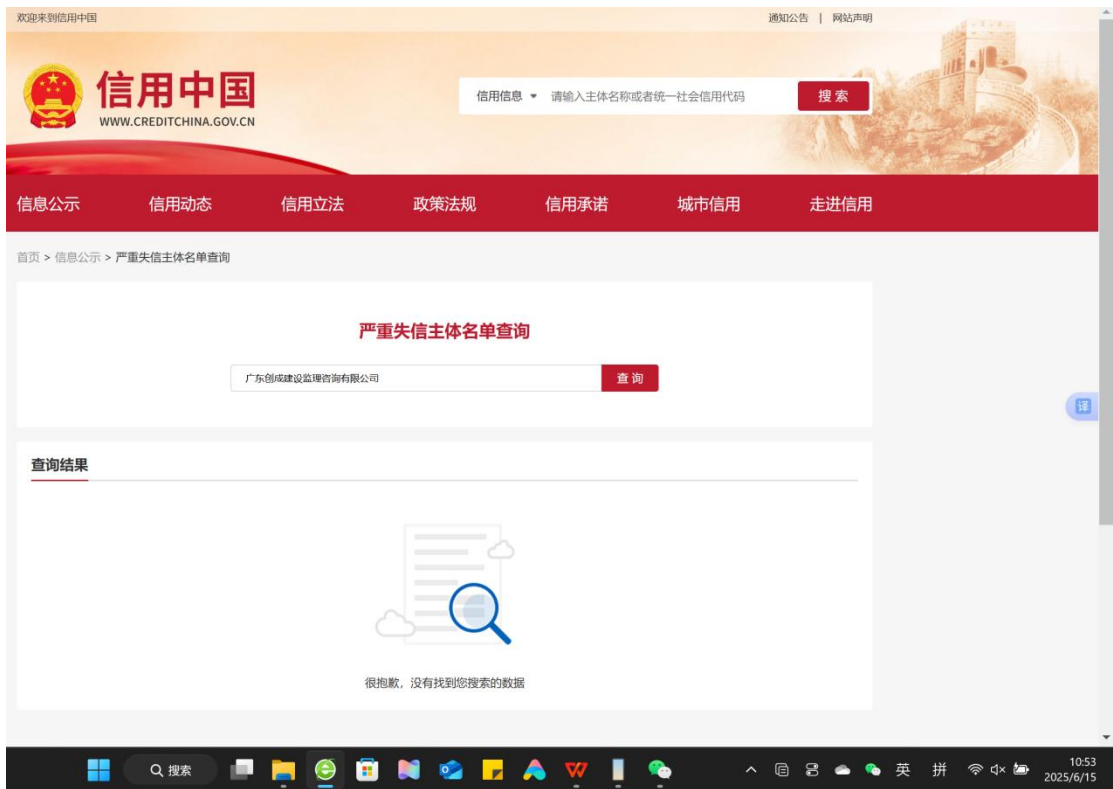 欢迎来到信用中国
通知公告 | 网站声明
信用中国
WWW.CREDITCHINA.GOV.CN
信用信息 请输入主体名称或者统一社会信用代码 搜索
信息公示 信用动态 信用立法 政策法规 信用承诺 城市信用 走进信用
首页 > 信息公示 > 严重失信主体名单查询
严重失信主体名单查询
广东创成建设监理咨询有限公司 查询
译
查询结果
很抱歉，没有找到您搜索的数据
搜索 英 拼 10:53
2025/6/15